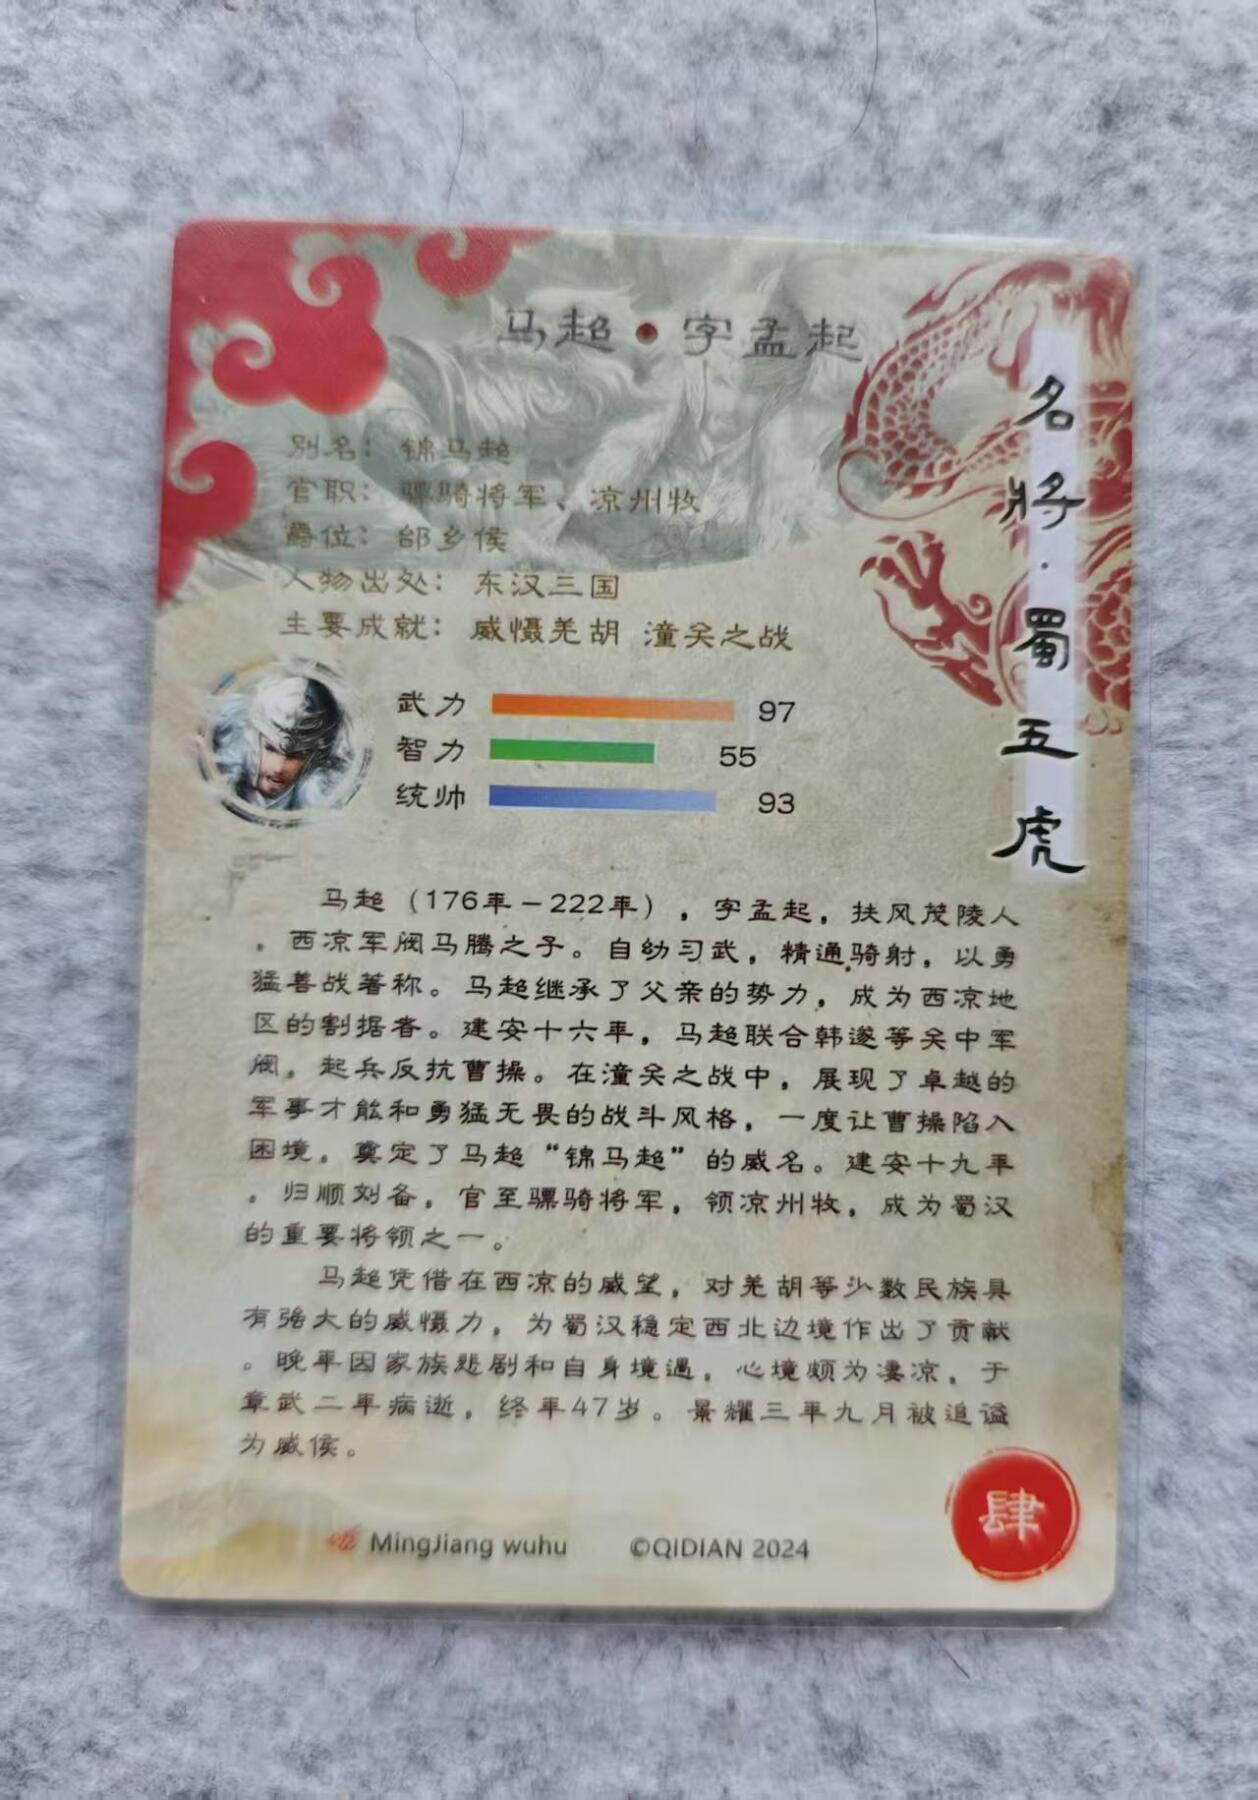 马超·字孟起
别名：锦马超
官职：骠骑将军、凉州牧
爵位：邰乡侯
人物出处：东汉三国
主要成就：威慑羌胡 潼关之战
武力 97
智力 55
统帅 93
名将·蜀五虎
马超（176年－222年），字孟起，扶风茂陵人
，西凉军阀马腾之子。自幼习武，精通骑射，以勇
猛善战著称。马超继承了父亲的势力，成为西凉地
区的割据者。建安十六年，马超联合韩遂等关中军
阀，起兵反抗曹操。在潼关之战中，展现了卓越的
军事才能和勇猛无畏的战斗风格，一度让曹操陷入
困境，奠定了马超“锦马超”的威名。建安十九年
，归顺刘备，官至骠骑将军，领凉州牧，成为蜀汉
的重要将领之一。
马超凭借在西凉的威望，对羌胡等少数民族具
有强大的威慑力，为蜀汉稳定西北边境作出了贡献
。晚年因家族悲剧和自身境遇，心境颇为凄凉，于
章武二年病逝，终年47岁。景耀三年九月被追谥
为威侯。
MingJiang wuhu ©QIDIAN 2024
肆